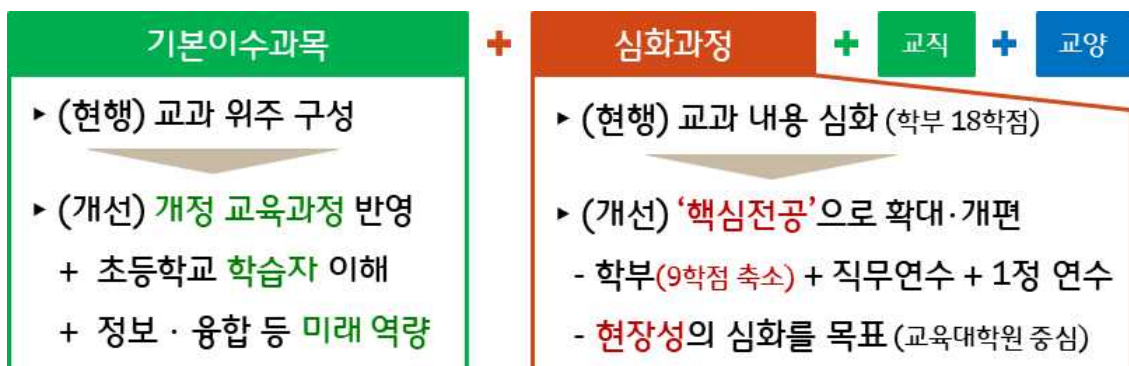 기본이수과목 + 심화과정 + 교직 + 교양
▸ (현행) 교과 위주 구성
▸ (개선) 개정 교육과정 반영
+ 초등학교 학습자 이해
+ 정보 · 융합 등 미래 역량
▸ (현행) 교과 내용 심화 (학부 18학점)
▸ (개선) ‘핵심전공’으로 확대·개편
- 학부(9학점 축소) + 직무연수 + 1정 연수
- 현장성의 심화를 목표 (교육대학원 중심)